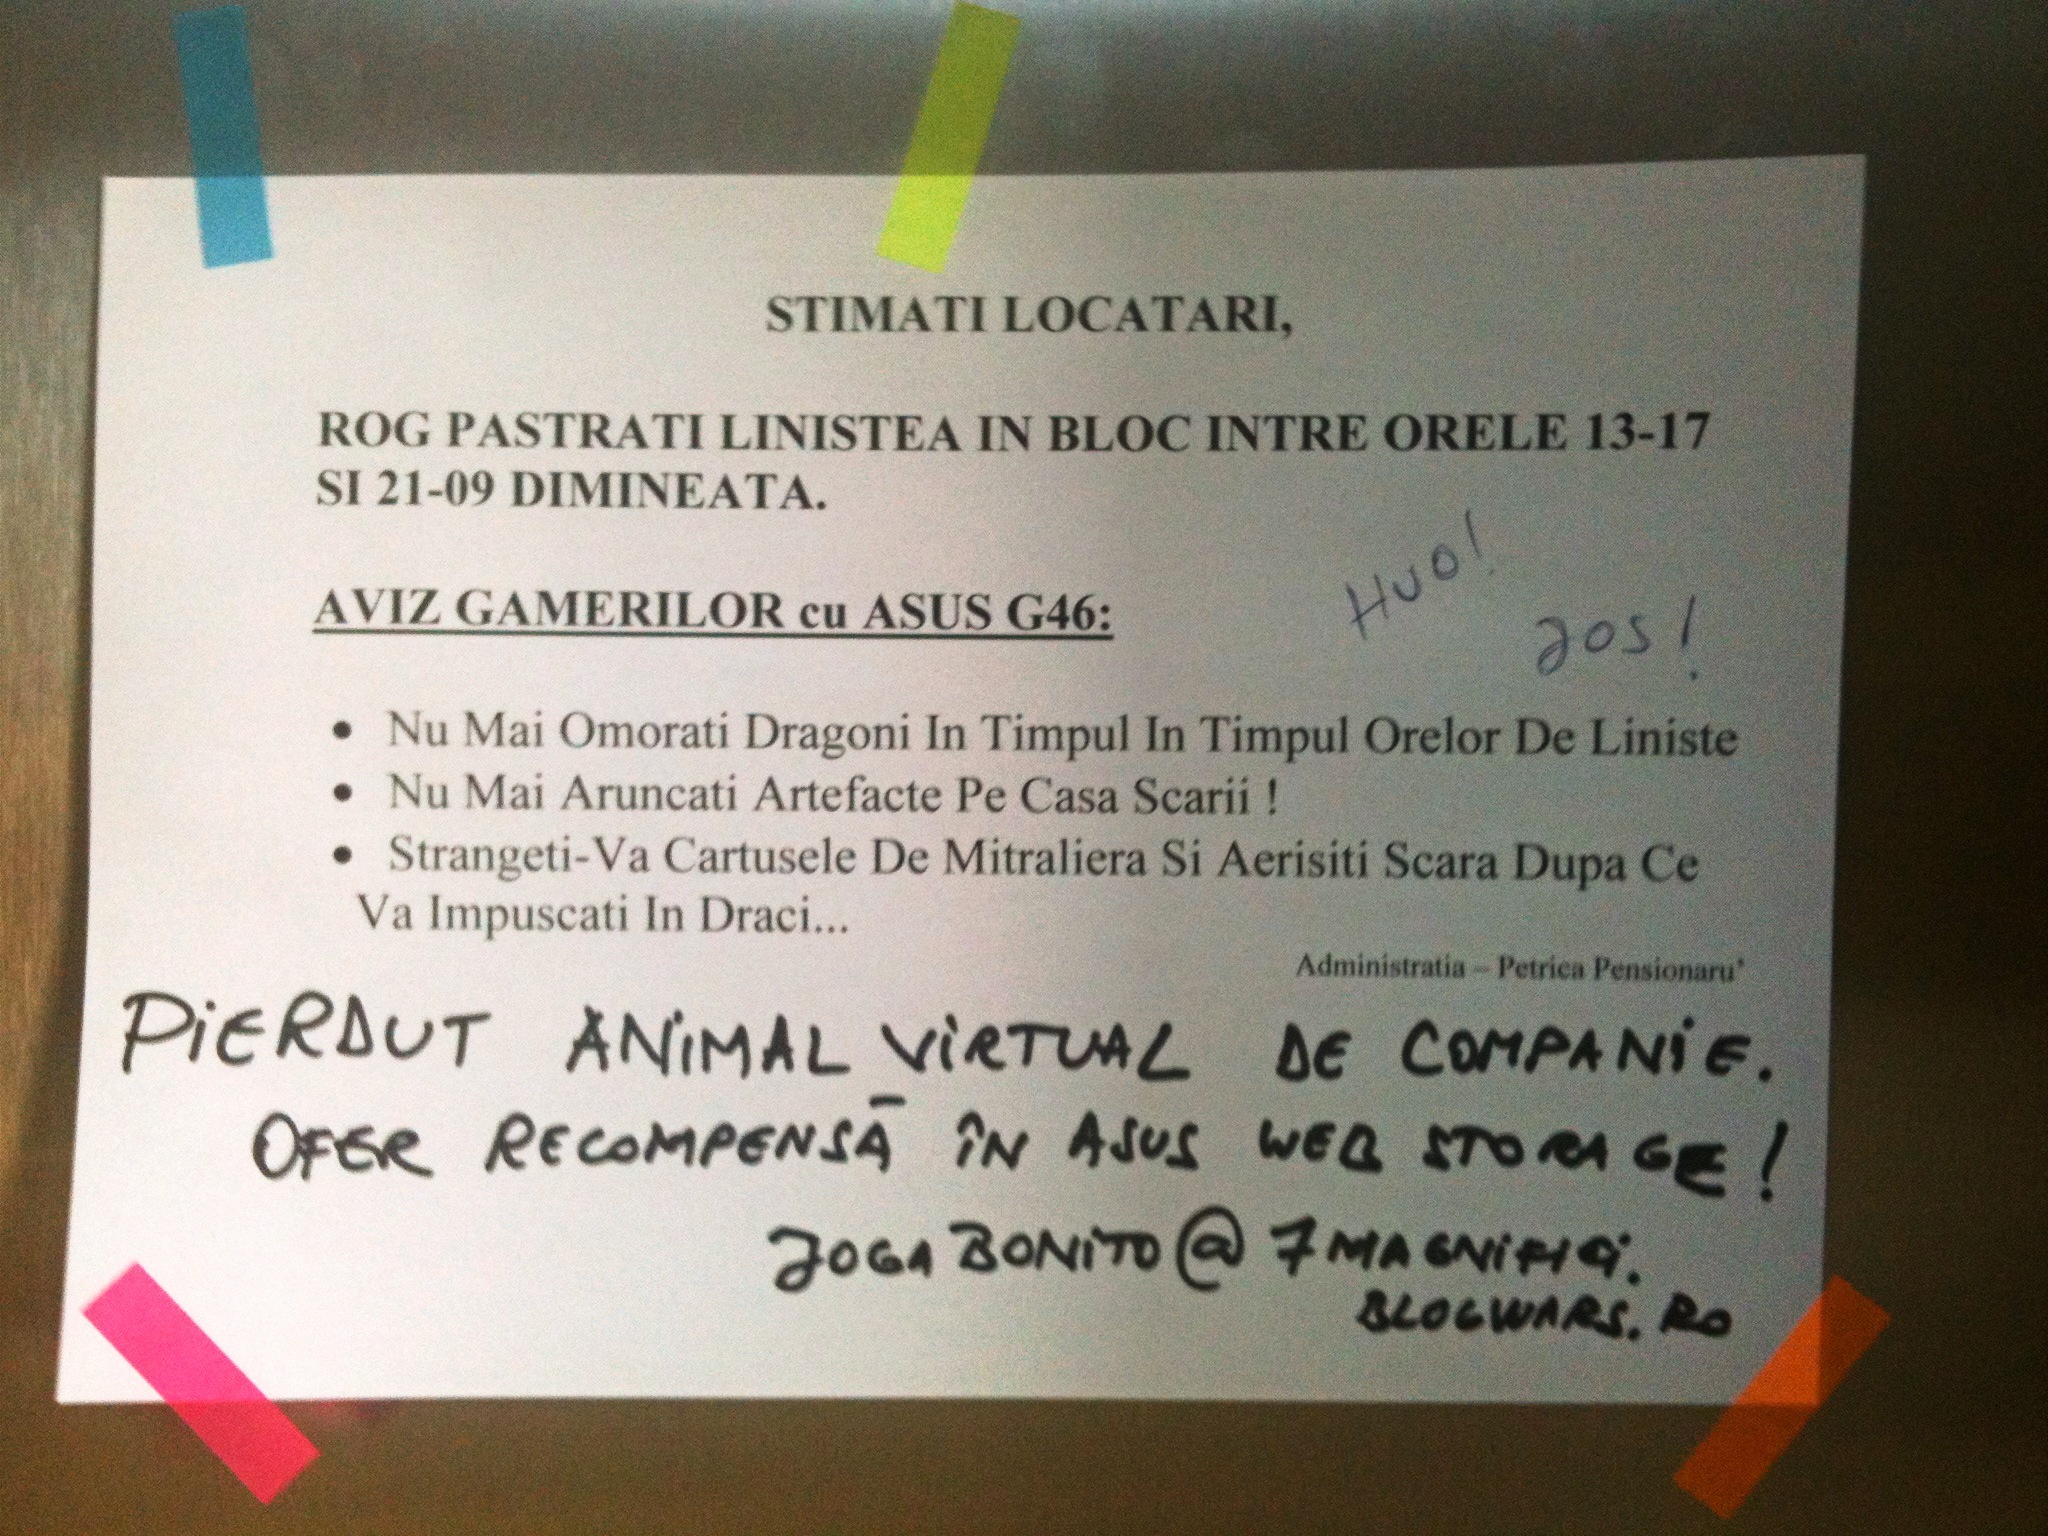 STIMATI LOCATARI,
ROG PASTRATI LINISTEA IN BLOC INTRE ORELE 13-17
SI 21-09 DIMINEATA.
HUO!
AVIZ GAMERILOR cu ASUS G46:
JOS!
• Nu Mai Omorati Dragoni In Timpul In Timpul Orelor De Liniste
• Nu Mai Aruncati Artefacte Pe Casa Scarii !
• Strangeti-Va Cartusele De Mitraliera Si Aerisiti Scara Dupa Ce
Va Impuscati In Draci...
Administratia – Petrica Pensionaru'
PiERDUT ANiMAL ViRTUAL DE COMPANiE.
OFER RECOMPENSĂ ÎN ASUS WEB STORAGE!
JOGABONiTO@7MAGNiFiCi.
BLOGWARS.RO